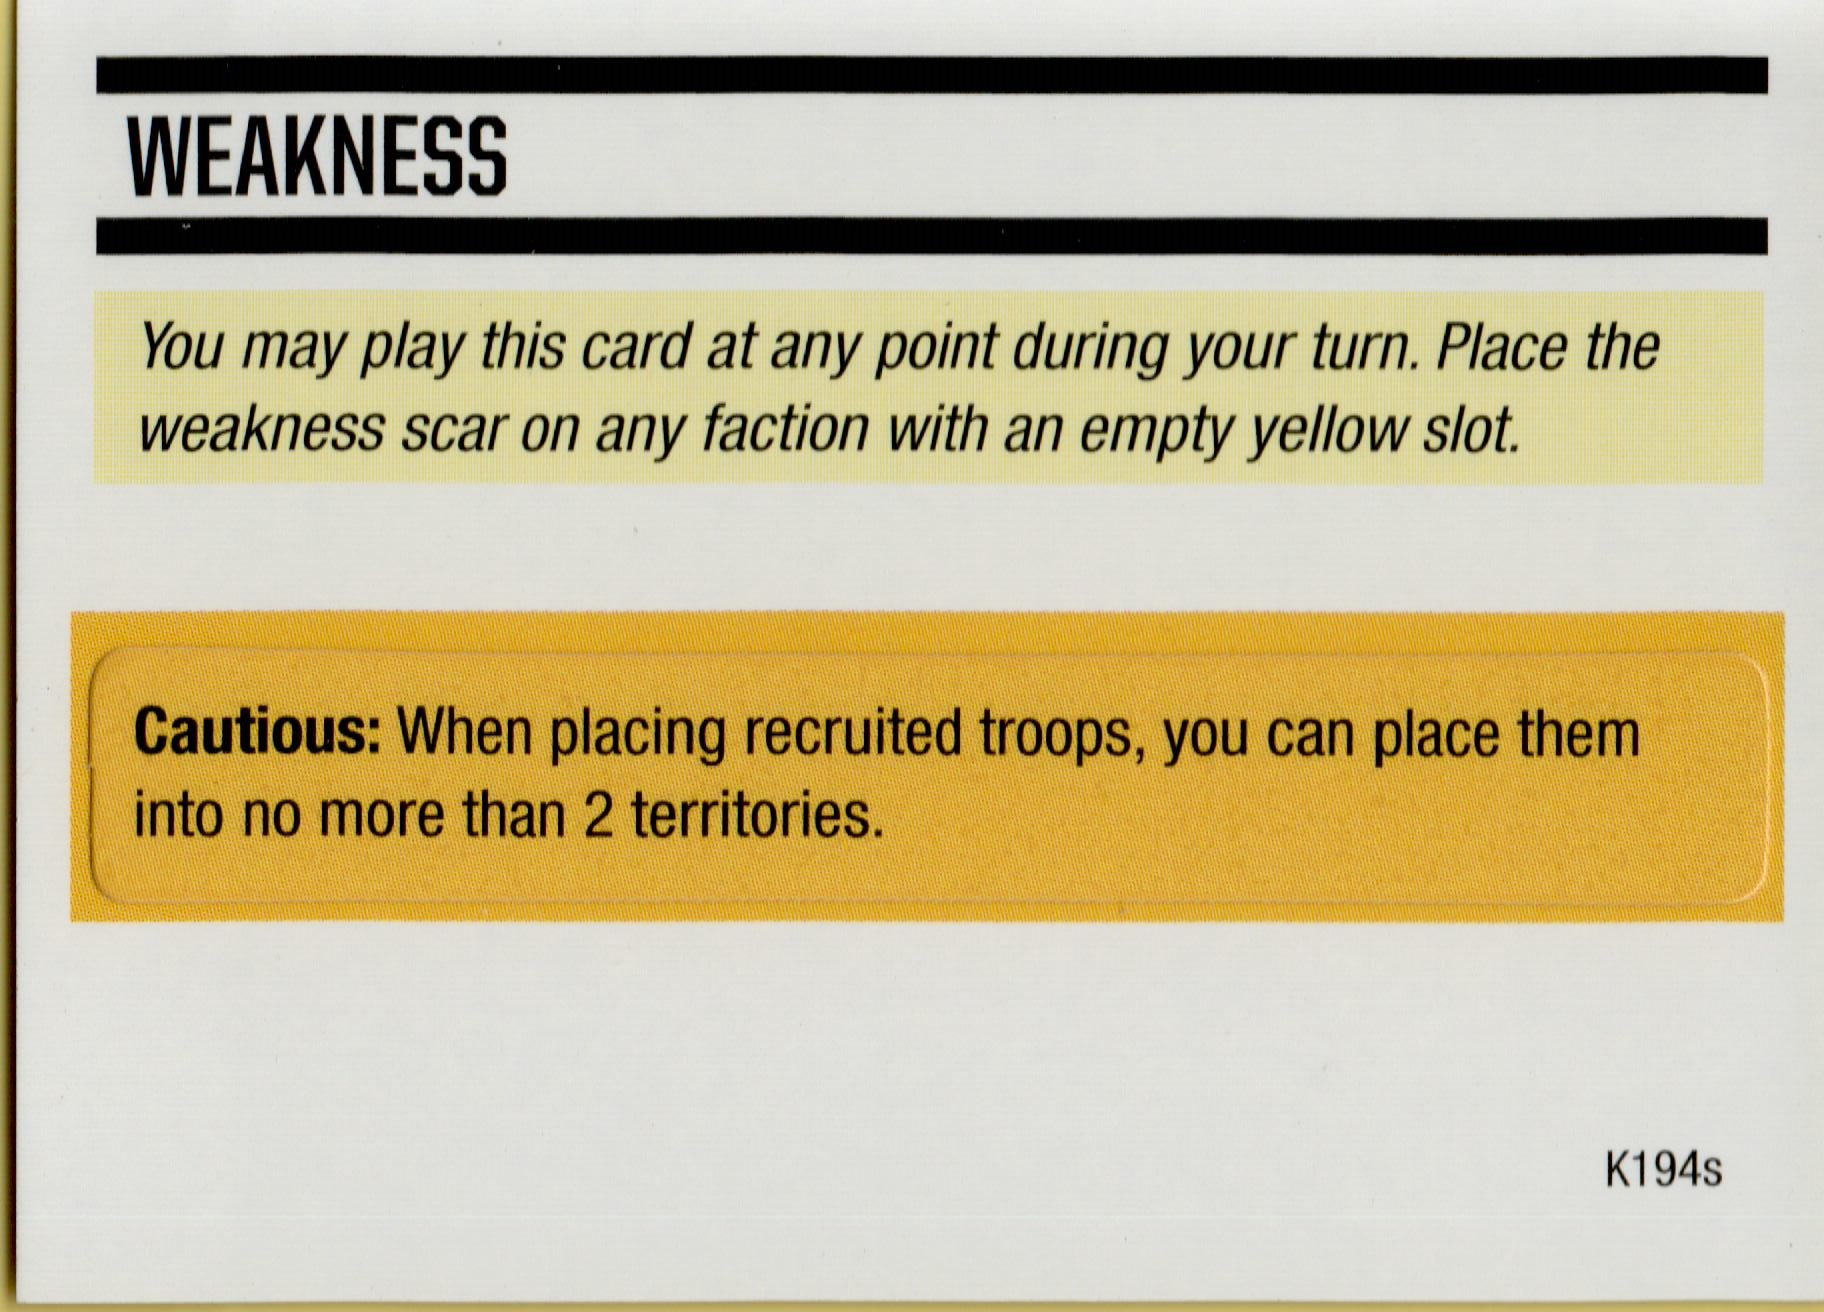 WEAKNESS
You may play this card at any point during your turn. Place the
weakness scar on any faction with an empty yellow slot.
Cautious: When placing recruited troops, you can place them
into no more than 2 territories.
K194s